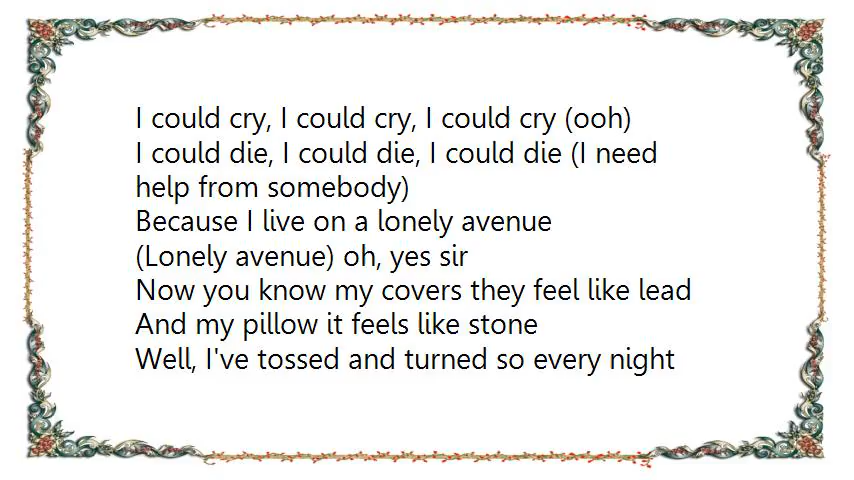 I could cry, I could cry, I could cry (ooh)
I could die, I could die, I could die (I need
help from somebody)
Because I live on a lonely avenue
(Lonely avenue) oh, yes sir
Now you know my covers they feel like lead
And my pillow it feels like stone
Well, I've tossed and turned so every night